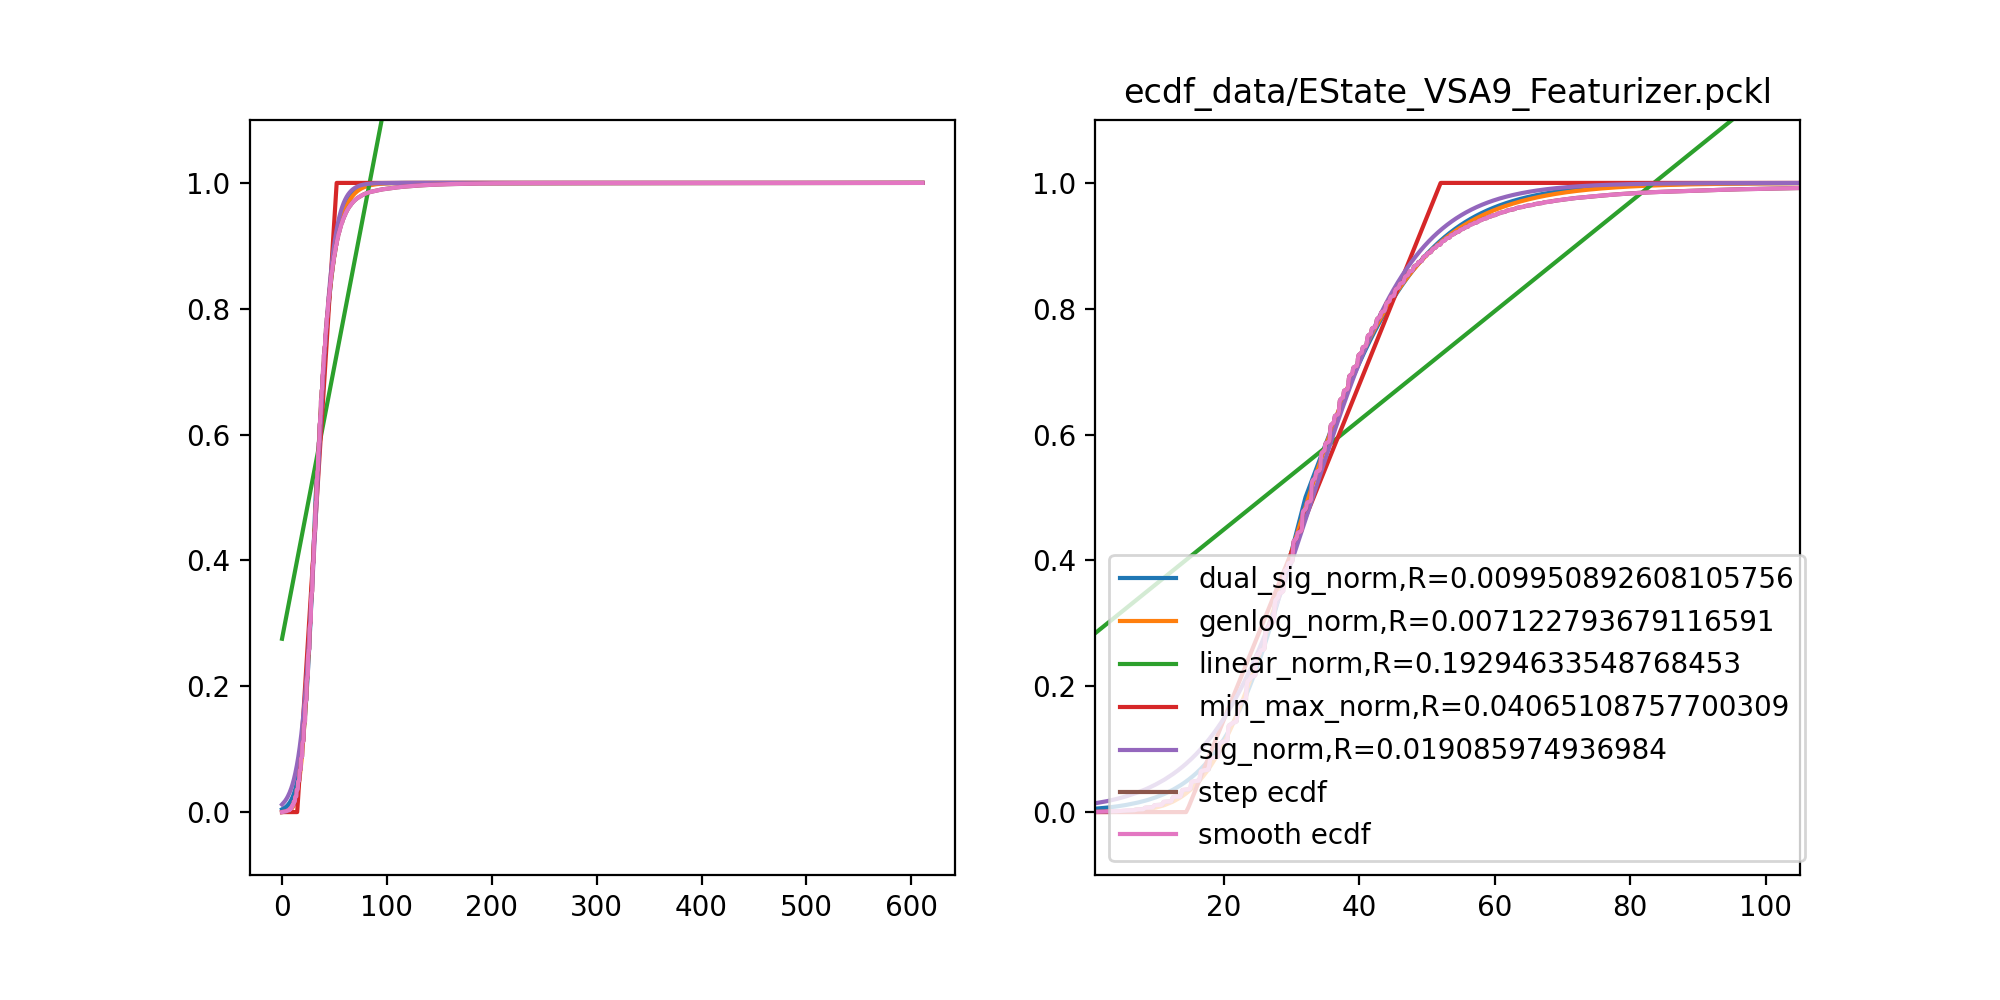 ecdf_data/EState_VSA9_Featurizer.pckl
1.0
0.8
0.6
0.4
0.2
0.0
0 100 200 300 400 500 600
1.0
0.8
0.6
0.4
0.2
0.0
20 40 60 80 100
dual_sig_norm,R=0.009950892608105756
genlog_norm,R=0.007122793679116591
linear_norm,R=0.19294633548768453
min_max_norm,R=0.04065108757700309
sig_norm,R=0.019085974936984
step ecdf
smooth ecdf